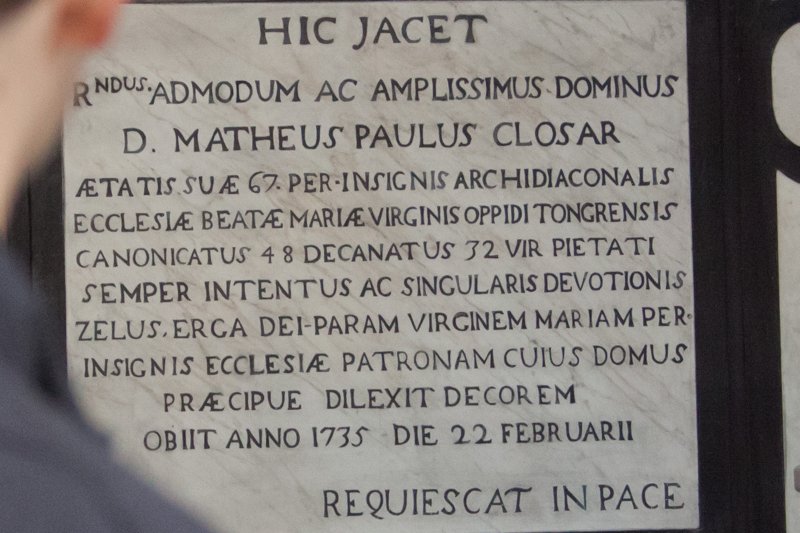 HIC JACET
RNDUS. ADMODUM AC AMPLISSIMUS DOMINUS
D. MATHEUS PAULUS CLOSAR
ÆTATIS SUÆ 67. PER-INSIGNIS ARCHIDIACONALIS
ECCLESIÆ BEATÆ MARIÆ VIRGINIS OPPIDI TONGRENSIS
CANONICATUS 48 DECANATUS 32 VIR PIETATI
SEMPER INTENTUS AC SINGULARIS DEVOTIONIS
ZELUS. ERGA DEI-PARAM VIRGINEM MARIAM PER-
INSIGNIS ECCLESIÆ PATRONAM CUIUS DOMUS
PRÆCIPUE DILEXIT DECOREM
OBIIT ANNO 1735 DIE 22 FEBRUARII
REQUIESCAT IN PACE